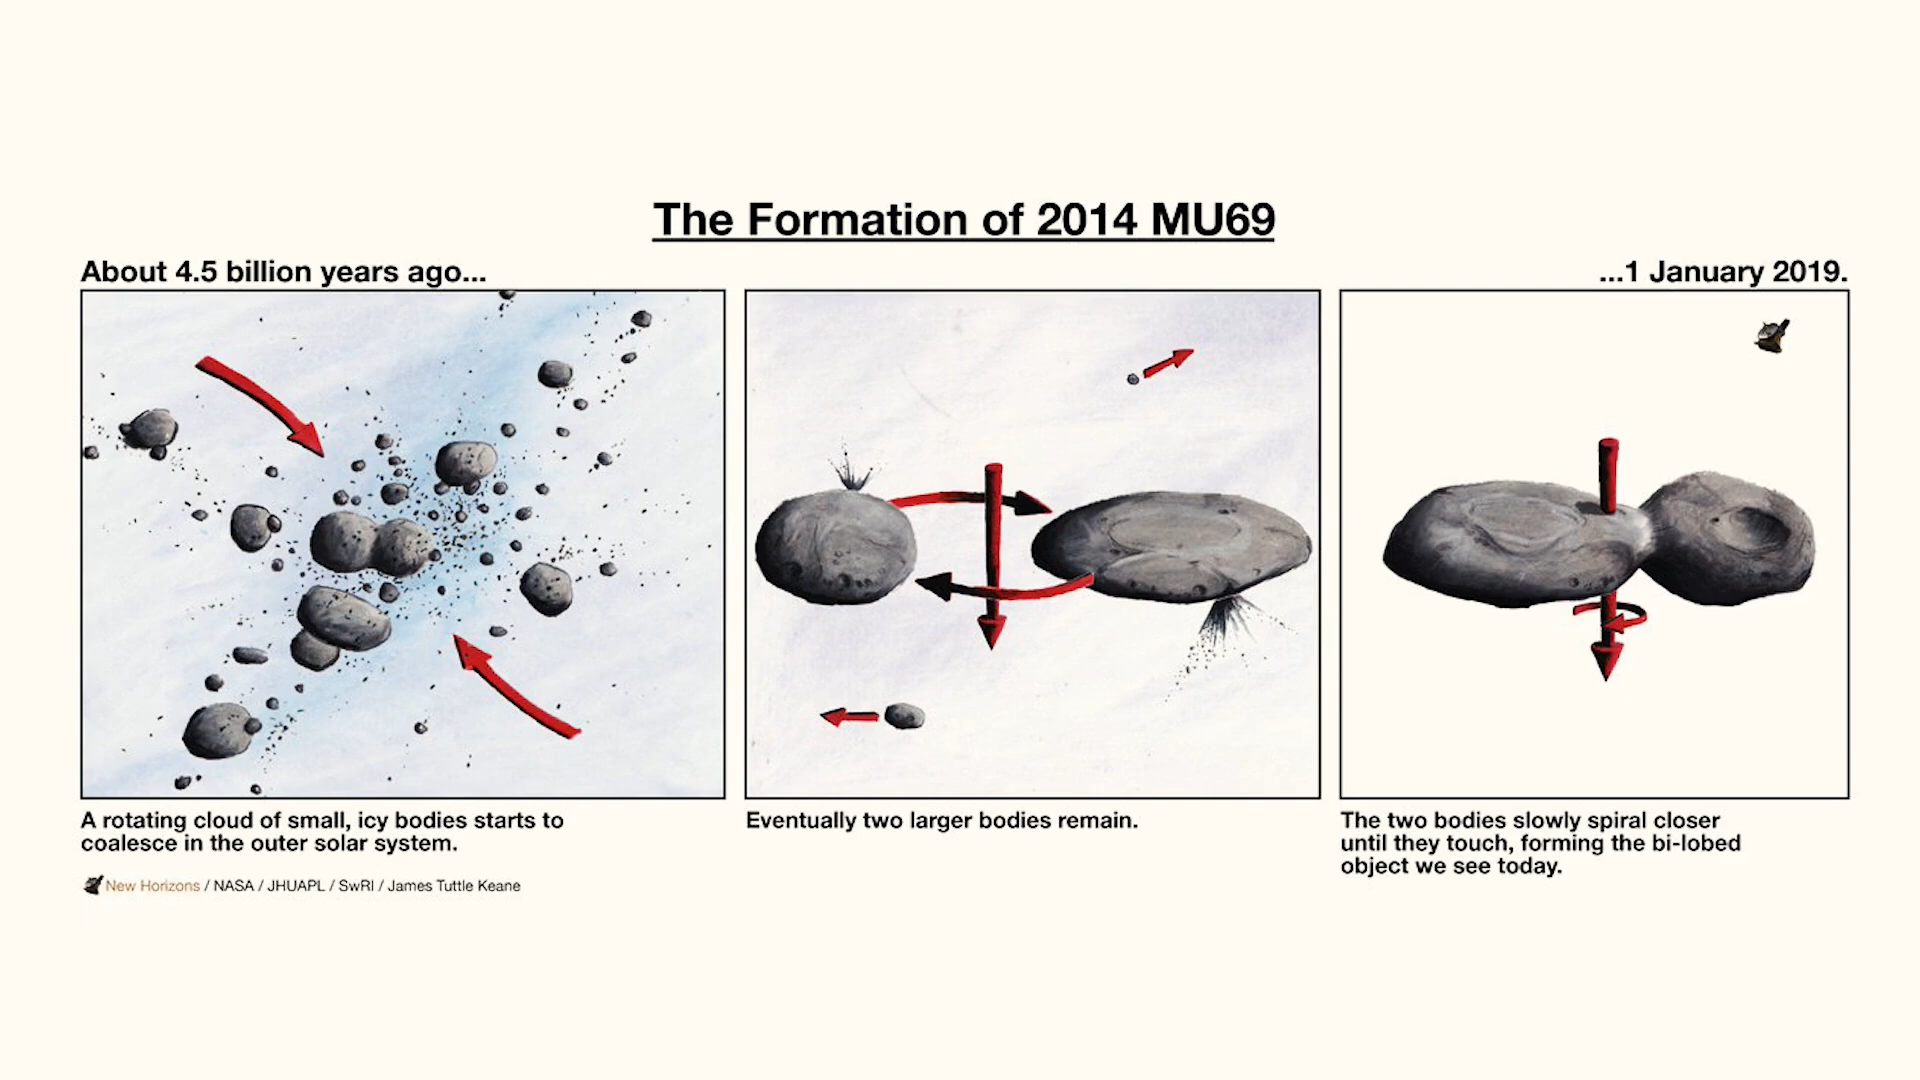 The Formation of 2014 MU69
About 4.5 billion years ago...
...1 January 2019.
A rotating cloud of small, icy bodies starts to
coalesce in the outer solar system.
Eventually two larger bodies remain.
The two bodies slowly spiral closer
until they touch, forming the bi-lobed
object we see today.
New Horizons / NASA / JHUAPL / SwRI / James Tuttle Keane